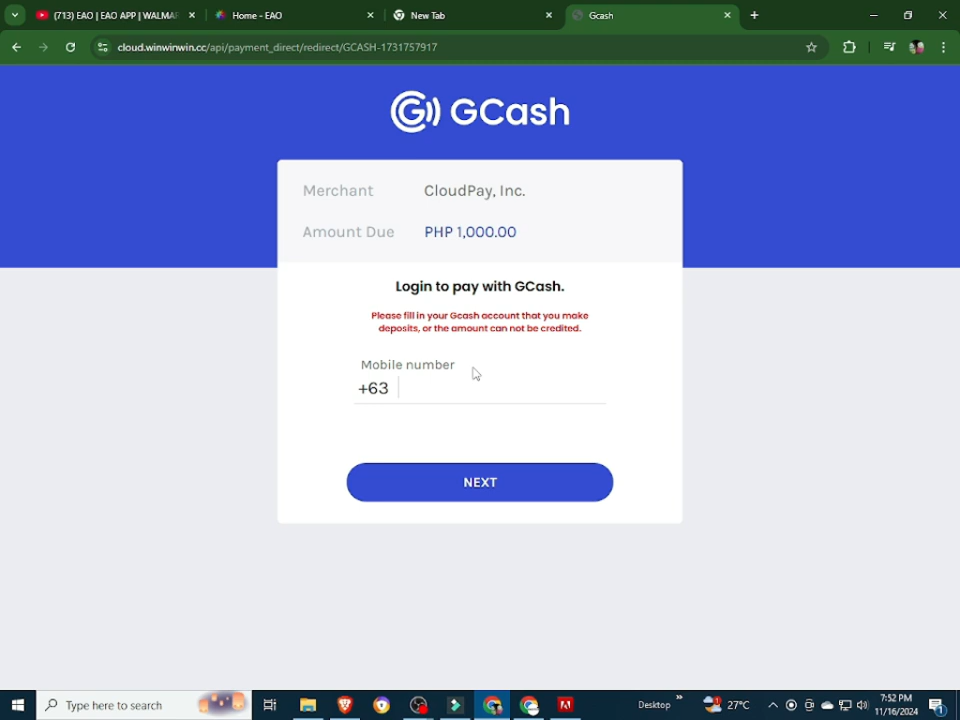 (713) EAO | EAO APP | WALMA
Home - EAO
New Tab
Gcash
cloud.winwinwin.cc/api/payment_direct/redirect/GCASH-1731757917
GCash
Merchant CloudPay, Inc.
Amount Due PHP 1,000.00
Login to pay with GCash.
Please fill in your Gcash account that you make
deposits, or the amount can not be credited.
Mobile number
+63
NEXT
Type here to search
Desktop
27°C
7:52 PM
11/16/2024
1